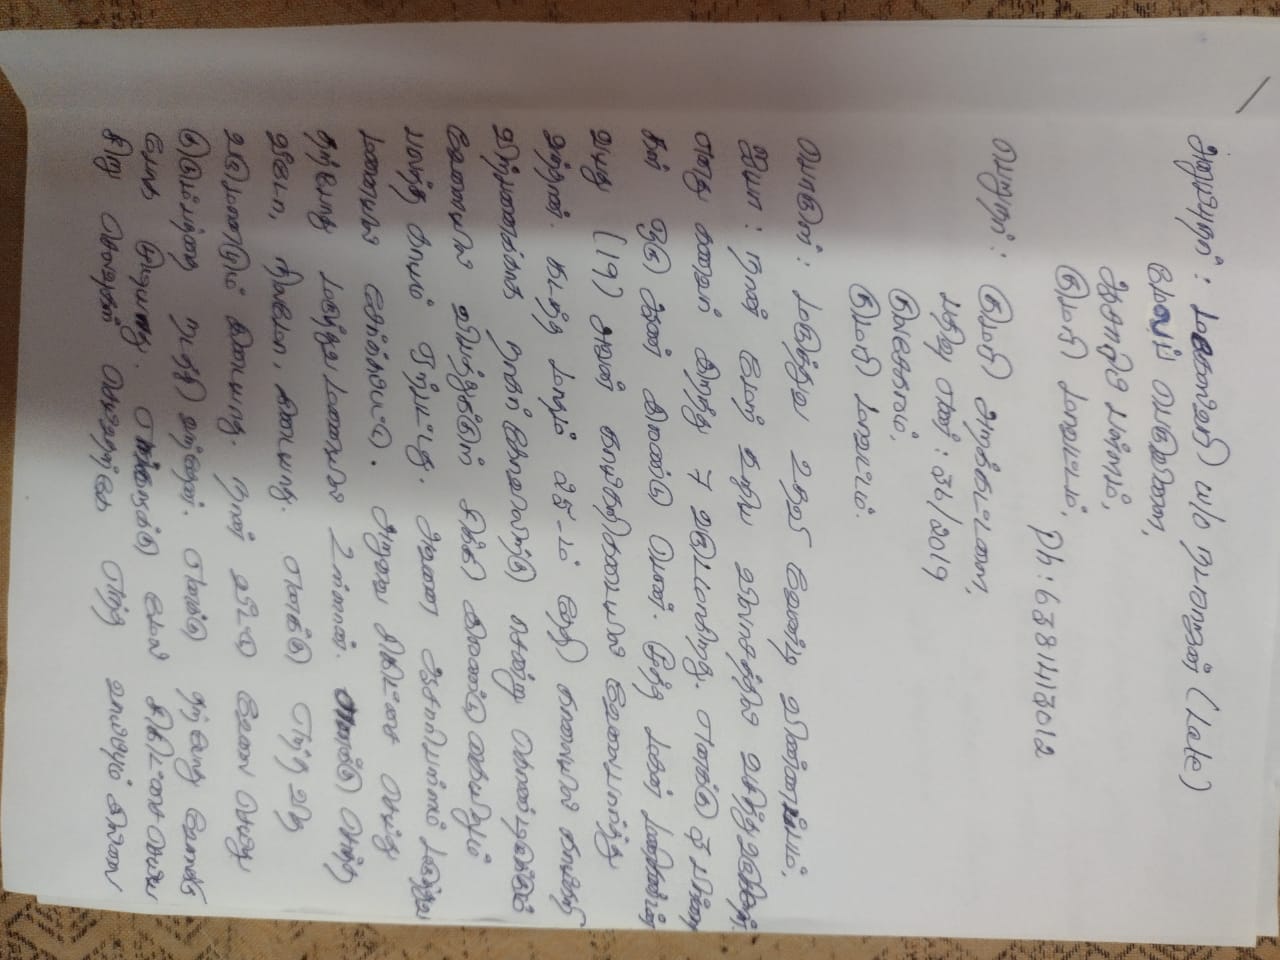 அனுப்புநர் : மகேஸ்வரி w/o நடராஜன் (Late)
மேலப் பெருவிளை,
ஆசாரிப் பள்ளம்,
குமரி மாவட்டம்.
Ph : 6381413012
பெறுநர் : குமரி அறக்கட்டளை,
பதிவு எண் : 36/2019
குலசேகரம்,
குமரி மாவட்டம்.
பொருள் : மருத்துவ உதவி வேண்டி விண்ணப்பம்.
ஐயா : நான் மேற் கூறிய விலாசத்தில் வசித்து வருகிறேன்.
எனது கணவர் இறந்து 7 வருடமாகிறது. எனக்கு 3 பிள்ளை
கள் ஒரு ஆண் இரண்டு பெண். மூத்த மகன் மணிகண்டன்
வயது (19) அவன் காய்கறிகடையில் வேலைபார்த்து
வந்தான். கடந்த மாதம் 25-ம் தேதி காலையில் காய்கறி
விற்பனைக்காக நாகர்கோவிலிற்கு சென்று கொண்டிருக்கும்
வேளையில் விபத்துக்குள் சிக்கி இரண்டு கையிலும்
பலத்த காயம் ஏற்பட்டது. அவனை ஆசாரிபள்ளம் மருத்துவ
மனையில் சேர்க்கப்பட்டு. அறுவை சிகிட்சை செய்து
தற்போது மருத்துவமனையில் உள்ளான். எனக்கு சொந்த
வீடோ, நிலமோ, கிடையாது. எனக்கு எந்த வித
வருமானமும் கிடையாது. நான் வீட்டு வேலை செய்து
குடும்பத்தை நடத்தி வந்தேன். எனக்கு தற்போது வேலைக்கு
போக முடியாது. மேல் சிகிட்சை செய்ய
சிறு செலவுகள் செய்வதற்கே எந்த வாய்ப்பும் இல்லை